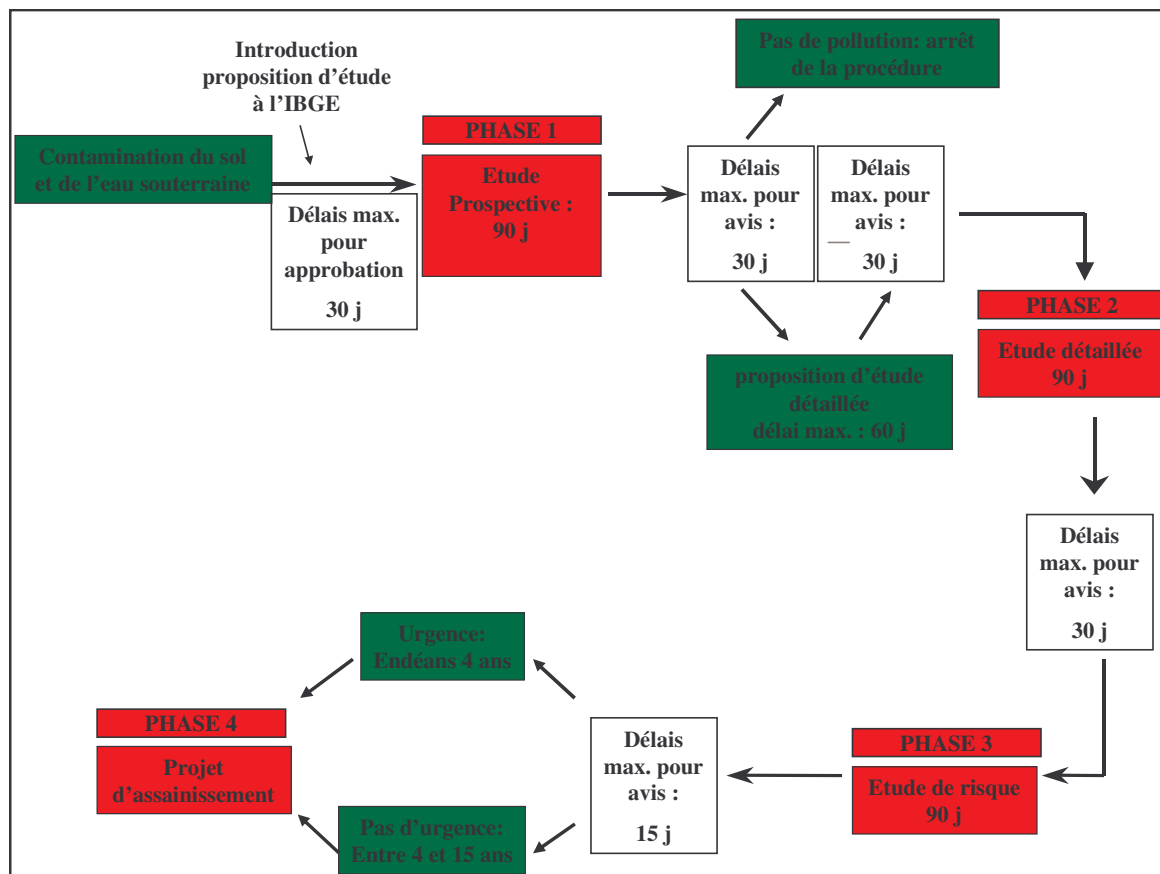 Introduction
proposition d’étude
à l’IBGE
Contamination du sol
et de l’eau souterraine
Délais max.
pour
approbation
30 j
PHASE 1
Etude
Prospective :
90 j
Pas de pollution: arrêt
de la procédure
Délais
max. pour
avis :
30 j
Délais
max. pour
avis :
30 j
proposition d’étude
détaillée
délai max. : 60 j
PHASE 2
Etude détaillée
90 j
Délais
max. pour
avis :
30 j
PHASE 3
Etude de risque
90 j
Délais
max. pour
avis :
15 j
Urgence:
Endéans 4 ans
Pas d’urgence:
Entre 4 et 15 ans
PHASE 4
Projet
d’assainissement